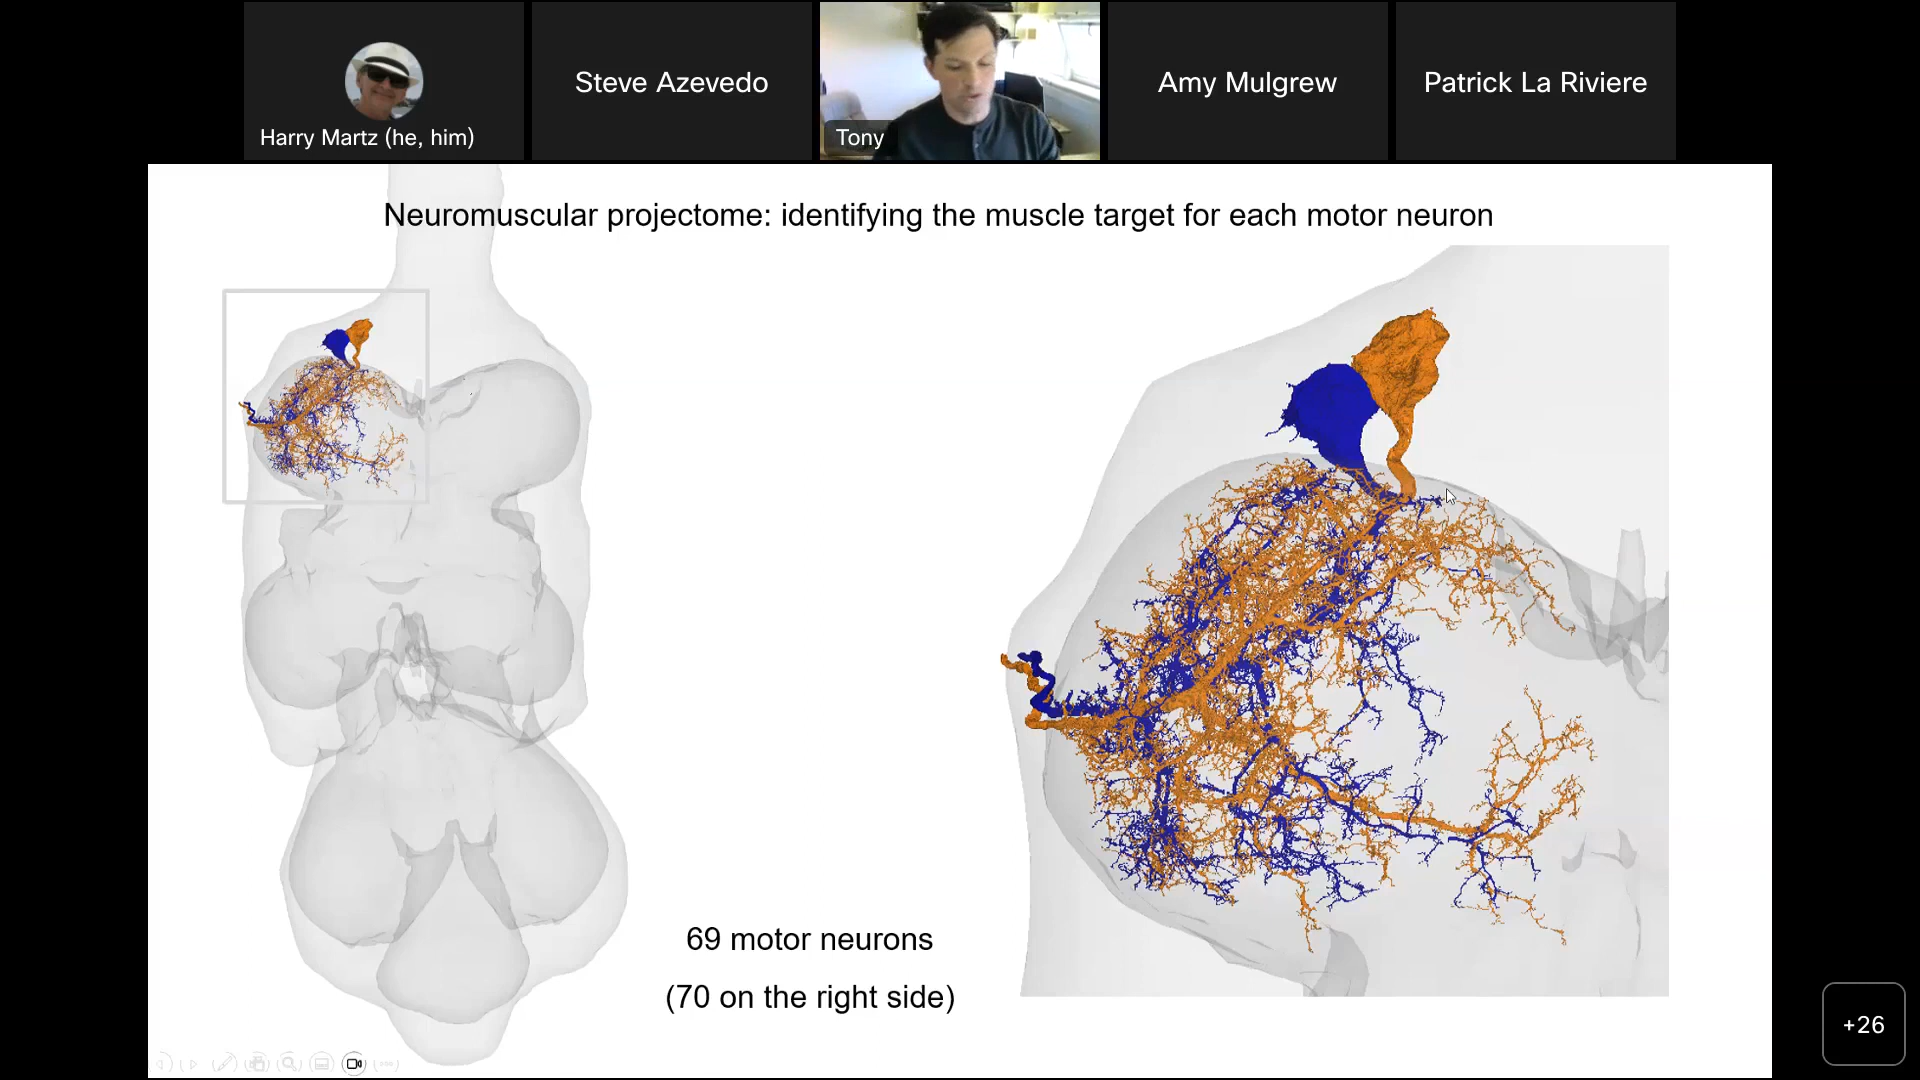 Harry Martz (he, him)
Steve Azevedo
Tony
Amy Mulgrew
Patrick La Riviere
Neuromuscular projectome: identifying the muscle target for each motor neuron
69 motor neurons
(70 on the right side)
+26